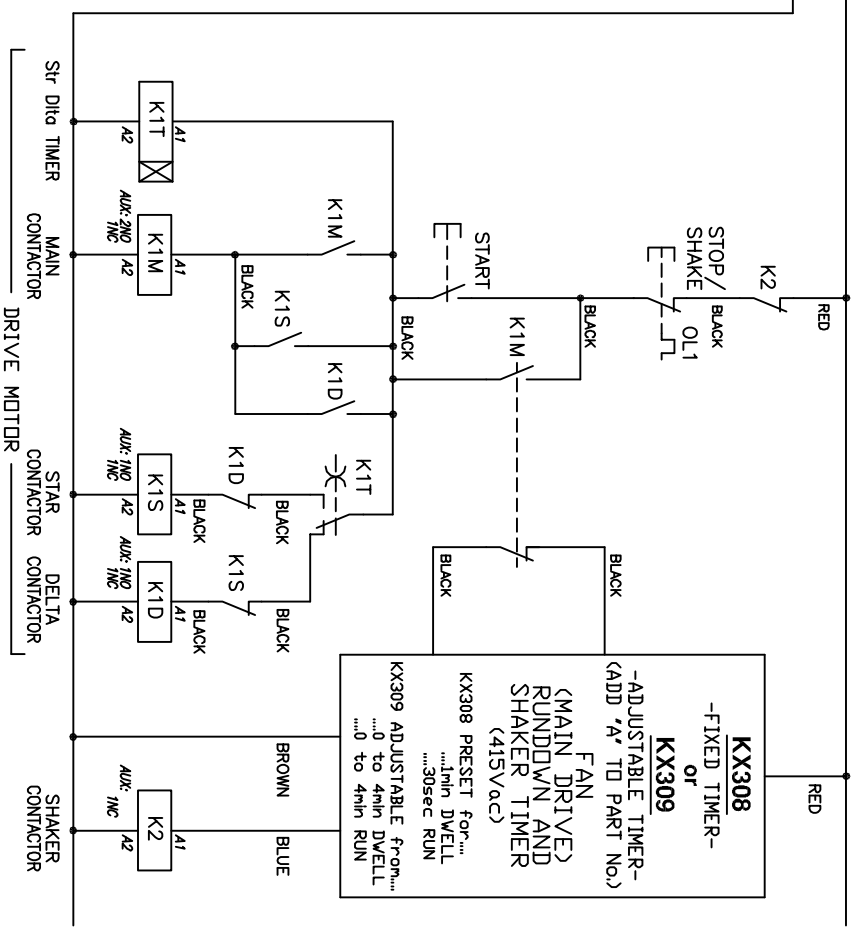 RED
K2
STOP/
SHAKE
BLACK
OL1
BLACK
START
K1M
BLACK
BLACK
BLACK
K1M
K1S
K1D
BLACK
K1T
K1D
BLACK
K1S
BLACK
K1T
A1
A2
Str Dlta TIMER
K1M
A1
A2
AUX: 2NO
1NC
MAIN
CONTACTOR
BLACK
K1S
A1
A2
AUX: 1NO
1NC
STAR
CONTACTOR
BLACK
K1D
A1
A2
AUX: 1NO
1NC
DELTA
CONTACTOR
DRIVE MOTOR
RED
KX308
-FIXED TIMER-
or
KX309
-ADJUSTABLE TIMER-
(ADD "A" TO PART No.)
FAN
(MAIN DRIVE)
RUNDOWN AND
SHAKER TIMER
(415Vac)
KX308 PRESET for....
....1min DWELL
....30sec RUN
KX309 ADJUSTABLE from....
....0 to 4min DWELL
....0 to 4min RUN
BROWN
BLUE
K2
A1
A2
AUX: 1NC
SHAKER
CONTACTOR